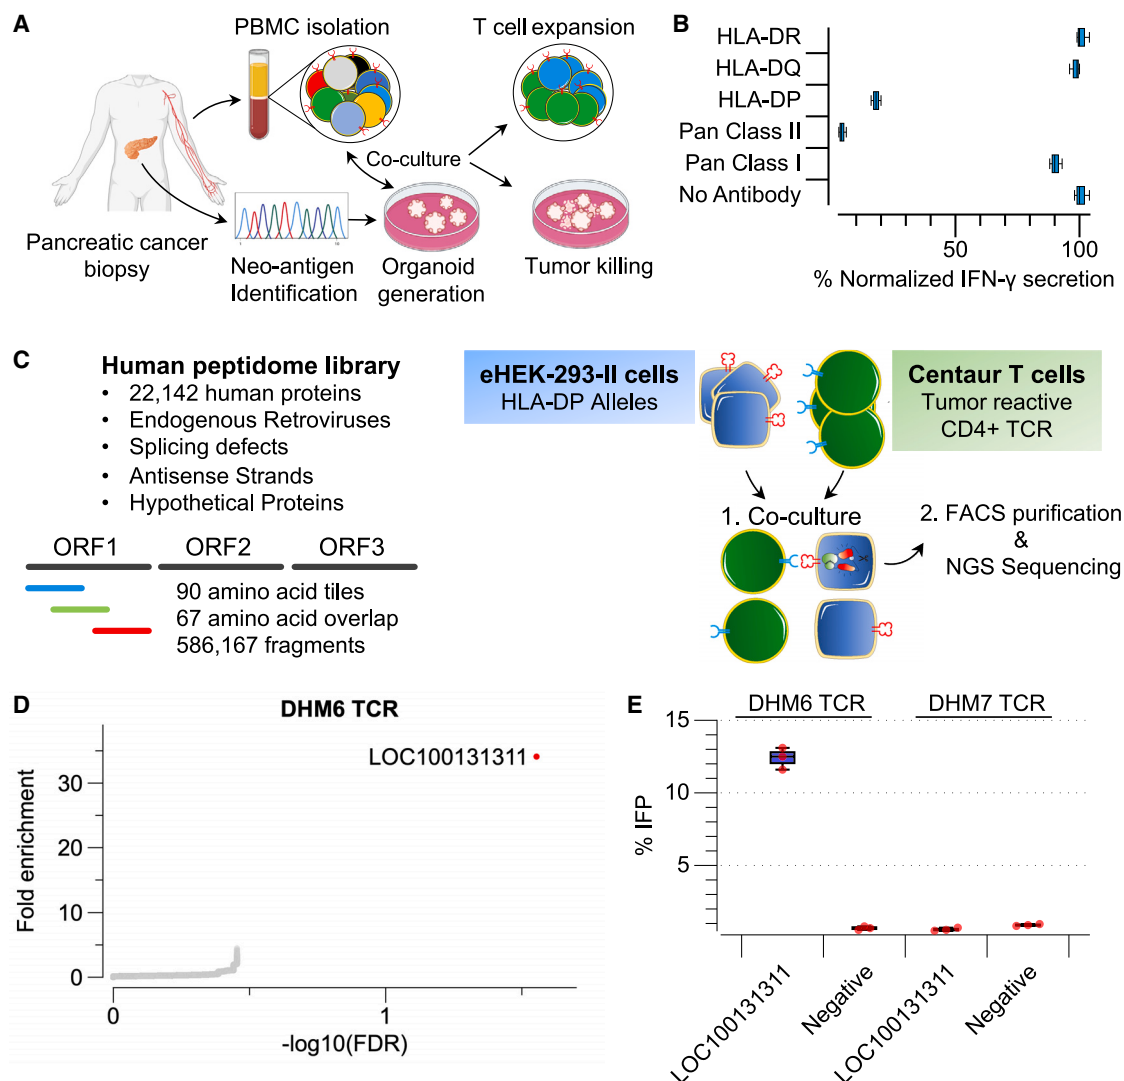 A
PBMC isolation
T cell expansion
Co-culture
Pancreatic cancer
biopsy
Neo-antigen
Identification
Organoid
generation
Tumor killing
B
HLA-DR
HLA-DQ
HLA-DP
Pan Class II
Pan Class I
No Antibody
50
100
% Normalized IFN-γ secretion
C
Human peptidome library
• 22,142 human proteins
• Endogenous Retroviruses
• Splicing defects
• Antisense Strands
• Hypothetical Proteins
ORF1 ORF2 ORF3
90 amino acid tiles
67 amino acid overlap
586,167 fragments
eHEK-293-II cells
HLA-DP Alleles
Centaur T cells
Tumor reactive
CD4+ TCR
1. Co-culture
2. FACS purification
&
NGS Sequencing
D
DHM6 TCR
LOC100131311
Fold enrichment
30
20
10
0
0
1
-log10(FDR)
E
DHM6 TCR
DHM7 TCR
% IFP
15
10
5
LOC100131311
Negative
LOC100131311
Negative